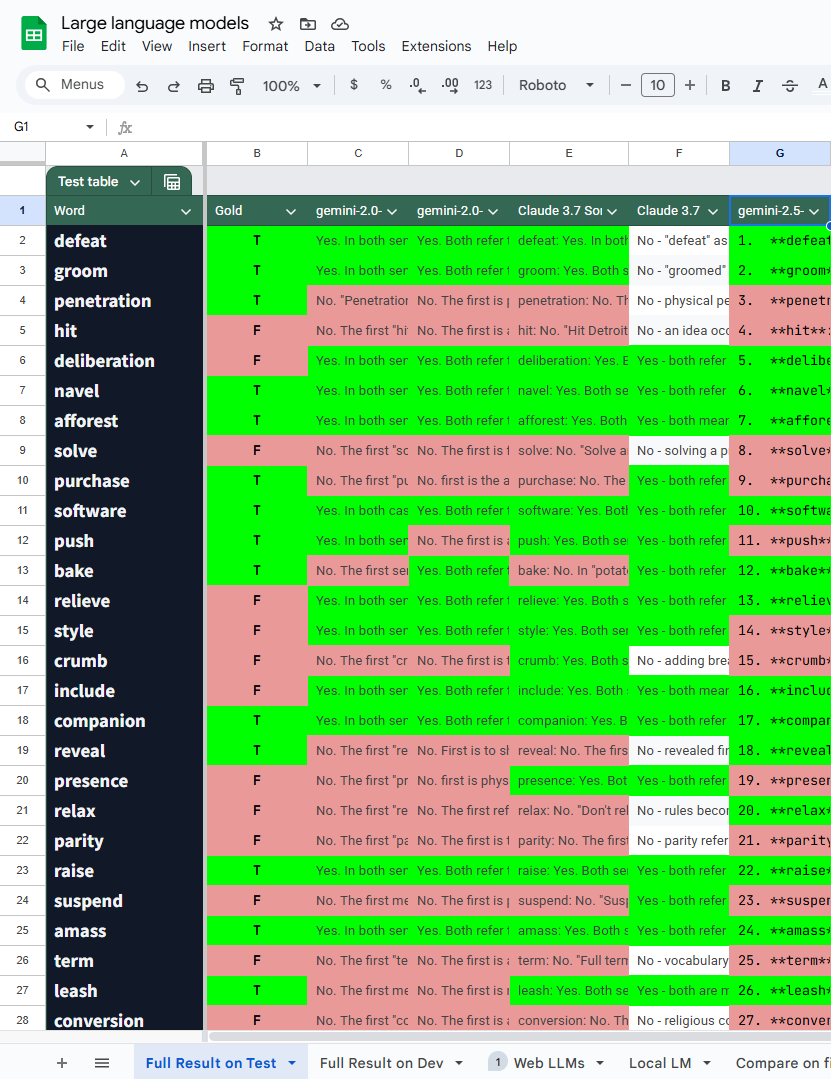 Large language models
File Edit View Insert Format Data Tools Extensions Help
Menus 100% $ % .0 .00 123 Roboto 10 B I S A
G1 fx
A B C D E F G
Test table
1 Word Gold gemini-2.0- gemini-2.0- Claude 3.7 Son Claude 3.7 gemini-2.5-
2 defeat T Yes. In both sen Yes. Both refer t defeat: Yes. In both No - "defeat" as 1. **defeat
3 groom T Yes. In both sen Yes. Both refer t groom: Yes. Both s No - "groomed" 2. **groom*
4 penetration T No. "Penetration No. The first is p penetration: No. Th No - physical pe 3. **penetr
5 hit F No. The first "hit No. The first is a hit: No. "Hit Detroit No - an idea occ 4. **hit**:
6 deliberation F Yes. In both sen Yes. Both refer t deliberation: Yes. B Yes - both refer 5. **delibe
7 navel T Yes. In both sen Yes. Both refer t navel: Yes. Both se Yes - both refer 6. **navel*
8 afforest T Yes. In both sen Yes. Both refer t afforest: Yes. Both Yes - both mean 7. **affore
9 solve F No. The first "so No. The first is t solve: No. "Solve a No - solving a p 8. **solve*
10 purchase T No. The first "pu No. first is the a purchase: No. The Yes - both refer 9. **purcha
11 software T Yes. In both cas Yes. Both refer t software: Yes. Both Yes - both refer 10. **softwa
12 push T Yes. In both sen No. The first is a push: Yes. Both ser Yes - both refer 11. **push**
13 bake T No. The first sen Yes. Both refer t bake: No. In "potato Yes - both refer 12. **bake**
14 relieve F Yes. In both sen Yes. Both refer t relieve: Yes. Both s Yes - both refer 13. **reliev
15 style F Yes. In both sen Yes. Both refer t style: Yes. Both ser Yes - both refer 14. **style*
16 crumb F No. The first "cr No. The first is t crumb: Yes. Both s No - adding brea 15. **crumb*
17 include F Yes. In both sen Yes. Both refer t include: Yes. Both Yes - both mean 16. **includ
18 companion T Yes. In both sen Yes. Both refer t companion: Yes. B Yes - both refer 17. **compan
19 reveal T No. The first "re No. First is to sh reveal: No. The firs No - revealed fir 18. **reveal
20 presence F No. The first "pr No. first is phys presence: Yes. Bot Yes - both refer 19. **presen
21 relax F No. The first "re No. The first ref relax: No. "Don't rel No - rules becor 20. **relax*
22 parity F No. The first "pa No. The first is t parity: No. The first No - parity refer 21. **parity
23 raise T Yes. In both sen Yes. Both refer t raise: Yes. Both ser Yes - both refer 22. **raise*
24 suspend F No. The first me No. The first is p suspend: No. "Susp Yes - both refer 23. **suspen
25 amass T Yes. In both sen Yes. Both refer t amass: Yes. Both s Yes - both refer 24. **amass*
26 term F No. The first "te No. The first is a term: No. "Full term No - vocabulary 25. **term**
27 leash T No. The first me No. The first is r leash: Yes. Both se Yes - both are m 26. **leash*
28 conversion F No. The first "co No. The first is a conversion: No. Th No - religious co 27. **conver
Full Result on Test Full Result on Dev 1 Web LLMs Local LM Compare on fi